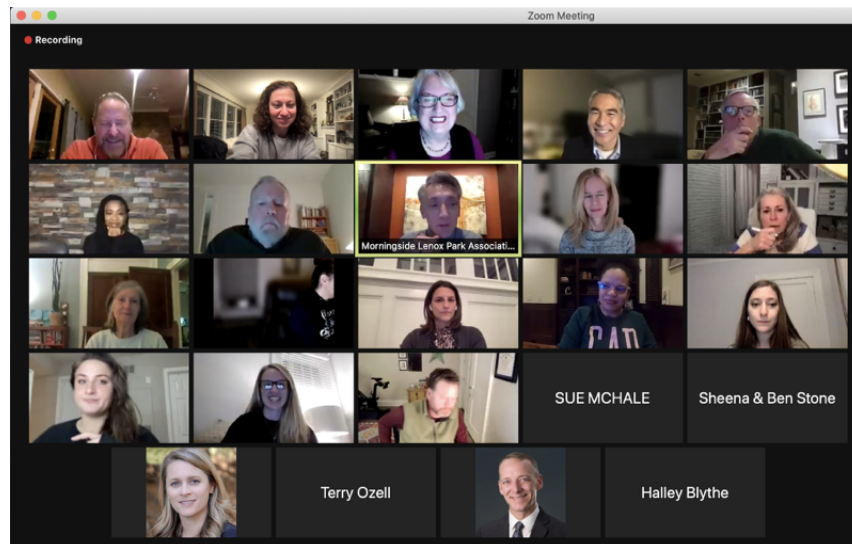 Zoom Meeting
Recording
Morningside Lenox Park Associati...
C
GAP
SUE MCHALE
Sheena & Ben Stone
Terry Ozell
Halley Blythe